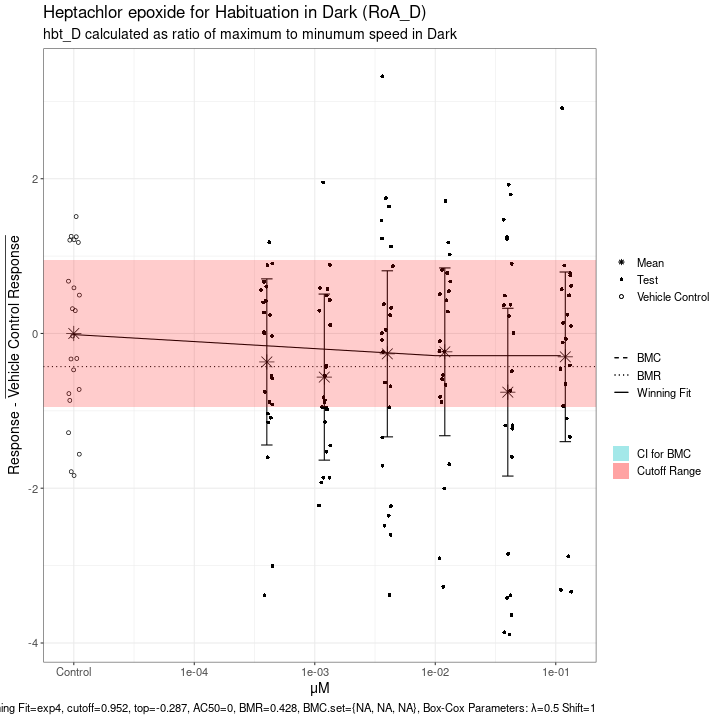 Heptachlor epoxide for Habituation in Dark (RoA_D)
hbt_D calculated as ratio of maximum to minumum speed in Dark
Response - Vehicle Control Response
2
0
-2
-4
Control
1e-04
1e-03
1e-02
1e-01
µM
Mean
Test
Vehicle Control
BMC
BMR
Winning Fit
CI for BMC
Cutoff Range
Fit=exp4, cutoff=0.952, top=-0.287, AC50=0, BMR=0.428, BMC.set={NA, NA, NA}, Box-Cox Parameters: λ=0.5 Shift=1